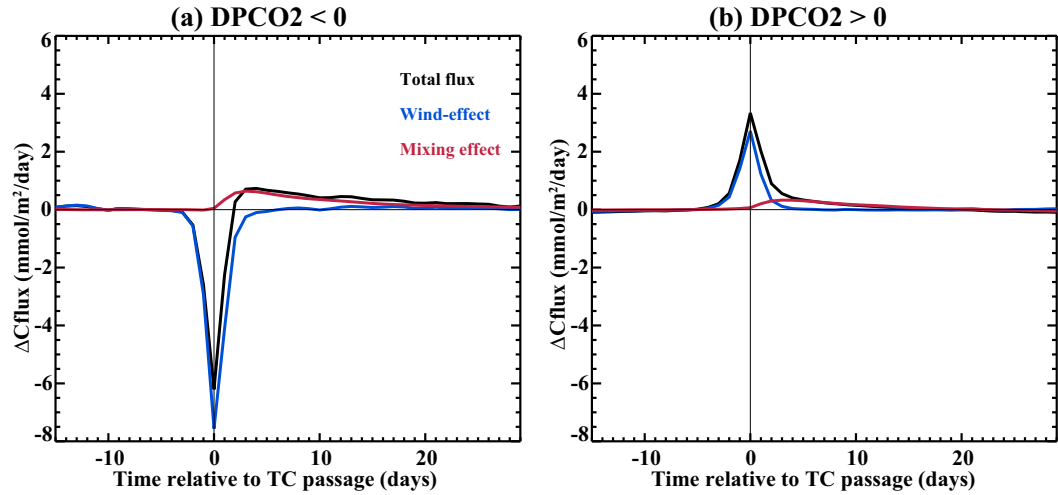 (a) DPCO2 < 0
6
4
2
0
-2
-4
-6
-8
ΔCflux (mmol/m²/day)
Total flux
Wind-effect
Mixing effect
-10 0 10 20
Time relative to TC passage (days)
(b) DPCO2 > 0
6
4
2
0
-2
-4
-6
-8
ΔCflux (mmol/m²/day)
-10 0 10 20
Time relative to TC passage (days)